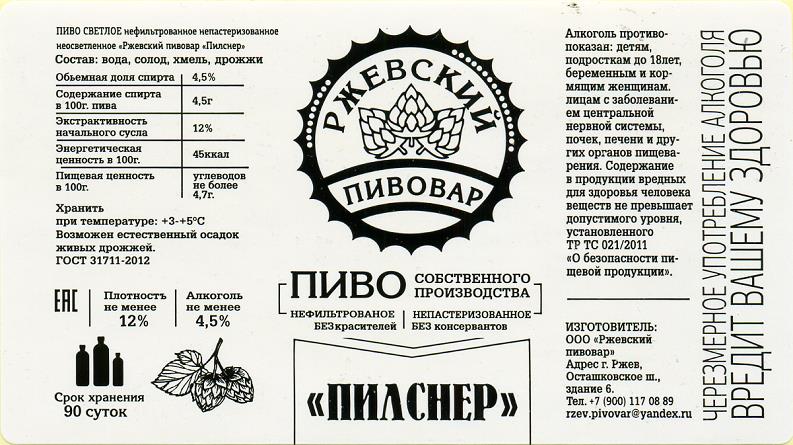 ПИВО СВЕТЛОЕ нефильтрованное непастеризованное
неосветленное «Ржевский пивовар «Пилснер»
Состав: вода, солод, хмель, дрожжи
Обьемная доля спирта 4,5%
Содержание спирта
в 100г. пива 4,5г
Экстрактивность
начального сусла 12%
Энергетическая
ценность в 100г. 45ккал
Пищевая ценность
в 100г. углеводов
не более
4,7г.
Хранить
при температуре: +3-+5°С
Возможен естественный осадок
живых дрожжей.
ГОСТ 31711-2012
ЕАС
Плотность
не менее
12%
Алкоголь
не менее
4,5%
Срок хранения
90 суток
РЖЕВСКИЙ
ПИВОВАР
ПИВО СОБСТВЕННОГО
ПРОИЗВОДСТВА
НЕФИЛЬТРОВАНОЕ
БЕЗ красителей
НЕПАСТЕРИЗОВАННОЕ
БЕЗ консервантов
«ПИЛСНЕР»
Алкоголь противо-
показан: детям,
подросткам до 18лет,
беременным и кор-
мящим женщинам.
лицам с заболевани-
ем центральной
нервной системы,
почек, печени и дру-
гих органов пищева-
рения. Содержание
в продукции вредных
для здоровья человека
веществ не превышает
допустимого уровня,
установленного
ТР ТС 021/2011
«О безопасности пи-
щевой продукции».
ИЗГОТОВИТЕЛЬ:
ООО «Ржевский
пивовар»
Адрес г. Ржев,
Осташковское ш.,
здание 6.
Тел. +7 (900) 117 08 89
rzev.pivovar@yandex.ru
ЧЕРЕЗМЕРНОЕ УПОТРЕБЛЕНИЕ АЛКОГОЛЯ
ВРЕДИТ ВАШЕМУ ЗДОРОВЬЮ